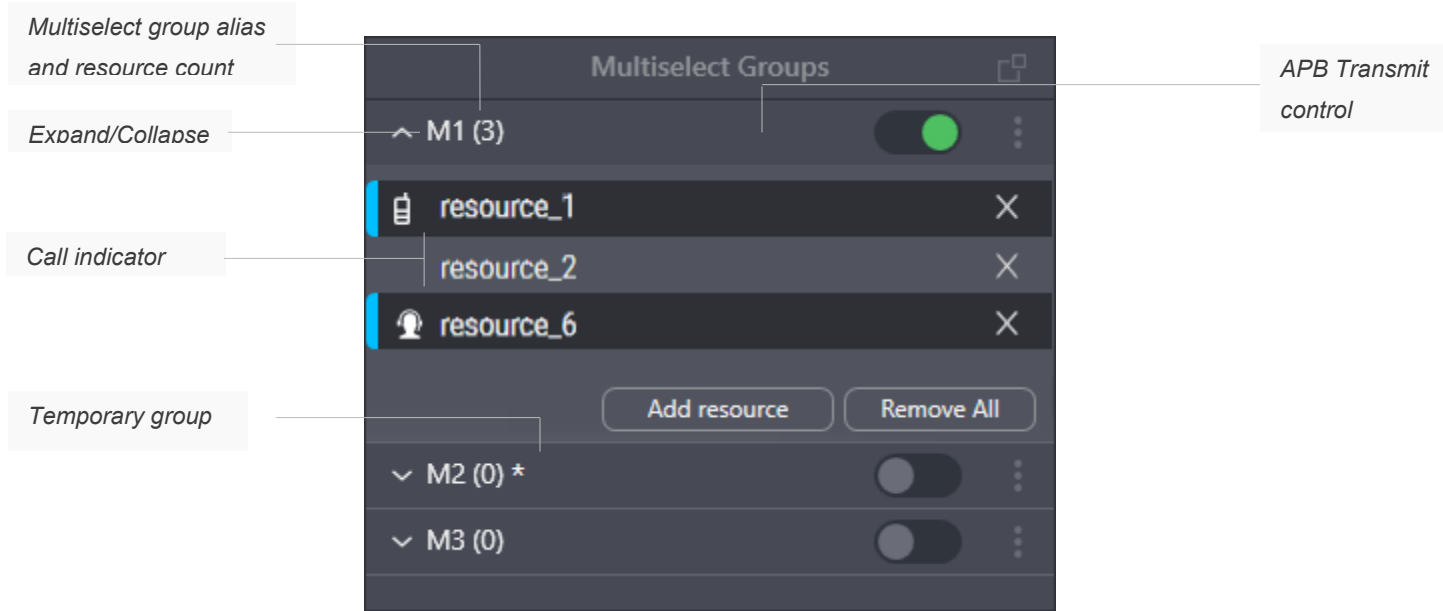 Multiselect group alias
and resource count
Multiselect Groups
APB Transmit
control
Expand/Collapse
M1 (3)
resource_1
Call indicator
resource_2
resource_6
Temporary group
Add resource
Remove All
M2 (0) *
M3 (0)